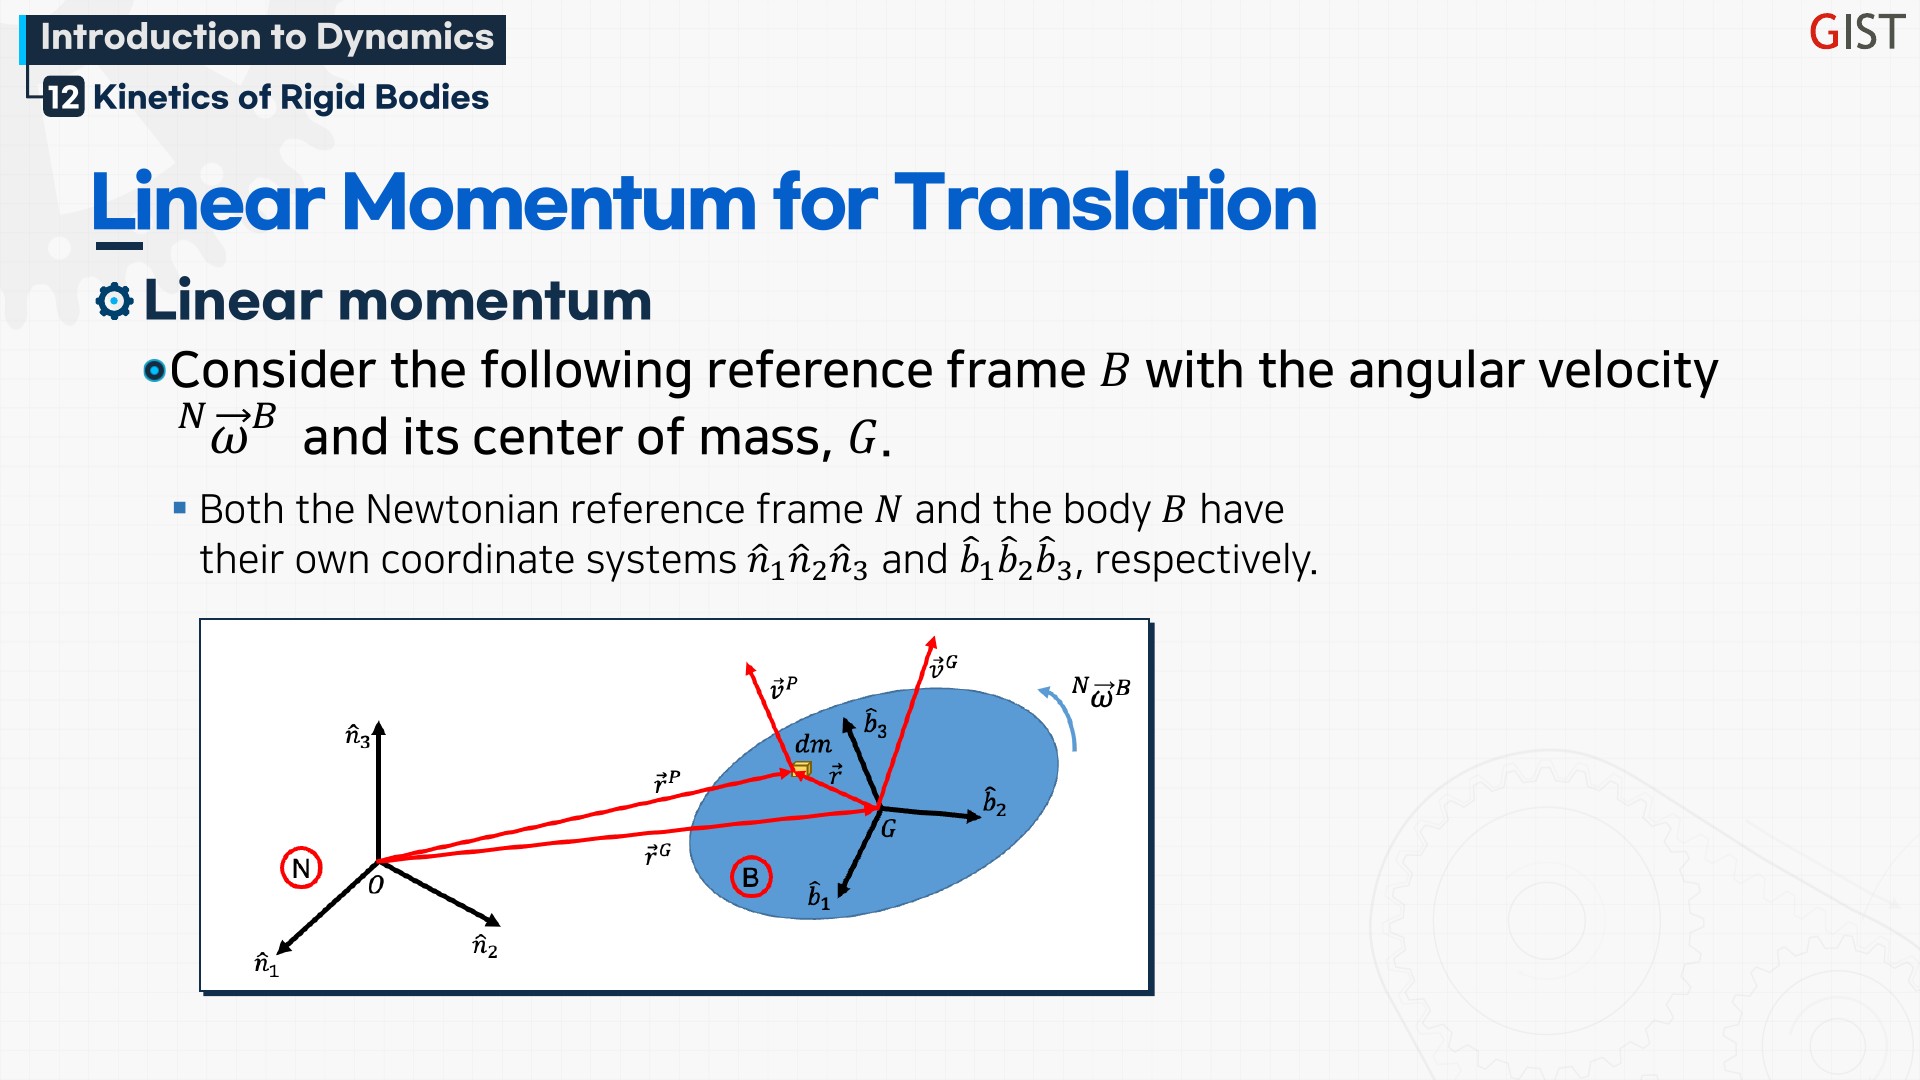 Introduction to Dynamics
GIST
12 Kinetics of Rigid Bodies
Linear Momentum for Translation
Linear momentum
Consider the following reference frame B with the angular velocity
ᴺω⃗ᴮ and its center of mass, G.
Both the Newtonian reference frame N and the body B have
their own coordinate systems n̂₁n̂₂n̂₃ and b̂₁b̂₂b̂₃, respectively.
v⃗ᴳ
v⃗ᴾ
ᴺω⃗ᴮ
b̂₃
n̂₃
dm
r⃗ᴾ
r⃗
b̂₂
G
r⃗ᴳ
N
B
O
b̂₁
n̂₂
n̂₁